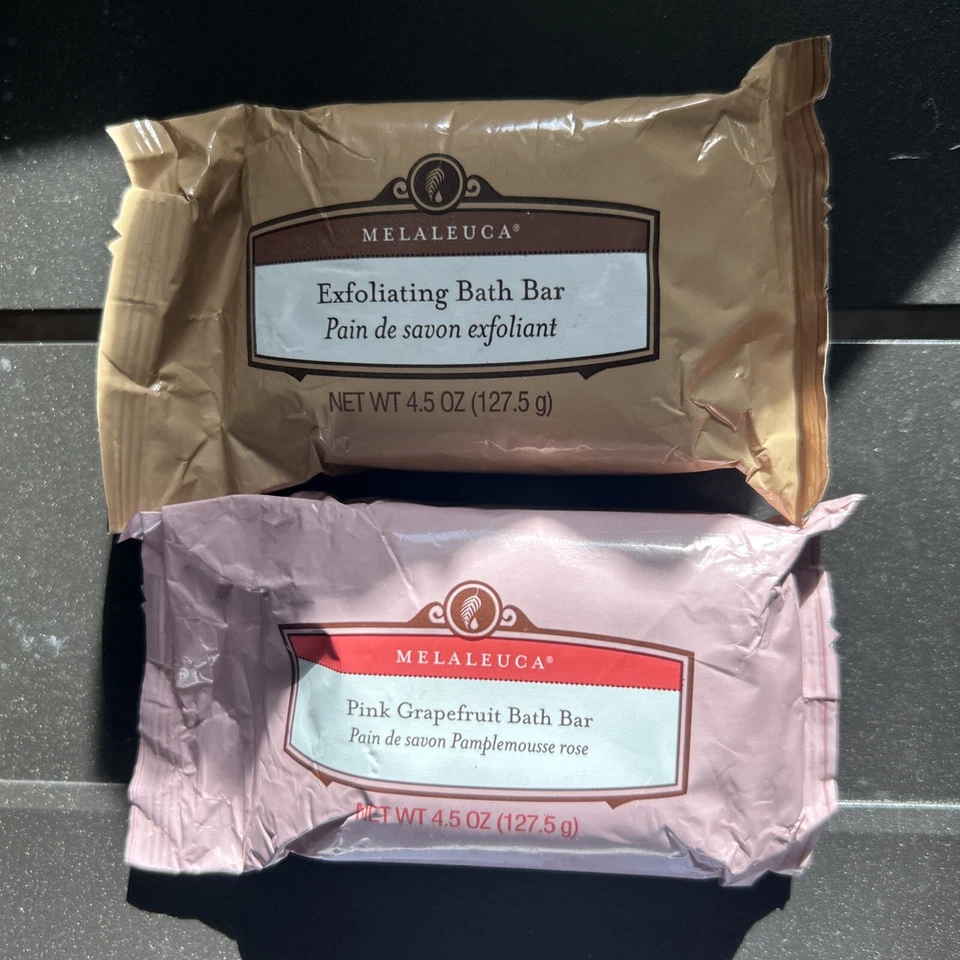 MELALEUCA®
Exfoliating Bath Bar
Pain de savon exfoliant
NET WT 4.5 OZ (127.5 g)
MELALEUCA®
Pink Grapefruit Bath Bar
Pain de savon Pamplemousse rose
NET WT 4.5 OZ (127.5 g)